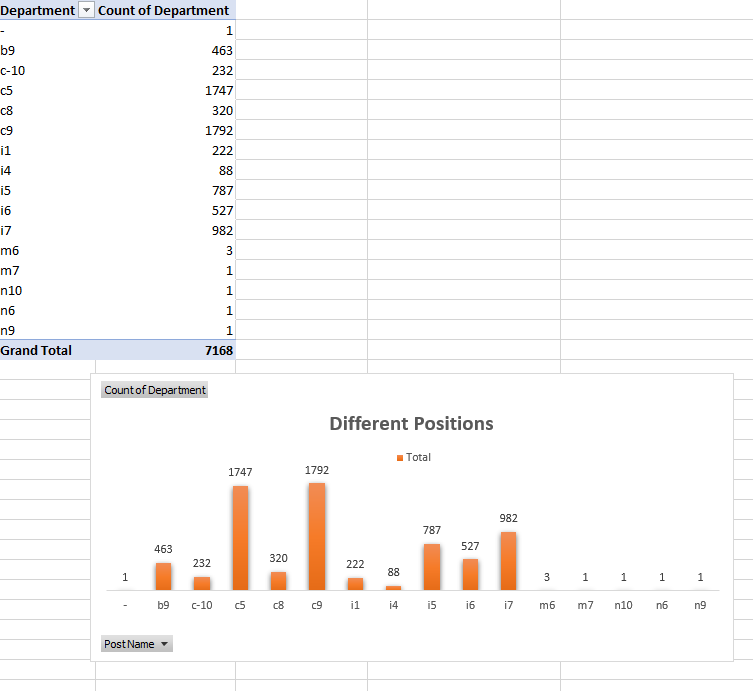 Department Count of Department
- 1
b9 463
c-10 232
c5 1747
c8 320
c9 1792
i1 222
i4 88
i5 787
i6 527
i7 982
m6 3
m7 1
n10 1
n6 1
n9 1
Grand Total 7168
Count of Department
Different Positions
Total
1 463 232 1747 320 1792 222 88 787 527 982 3 1 1 1 1
- b9 c-10 c5 c8 c9 i1 i4 i5 i6 i7 m6 m7 n10 n6 n9
PostName